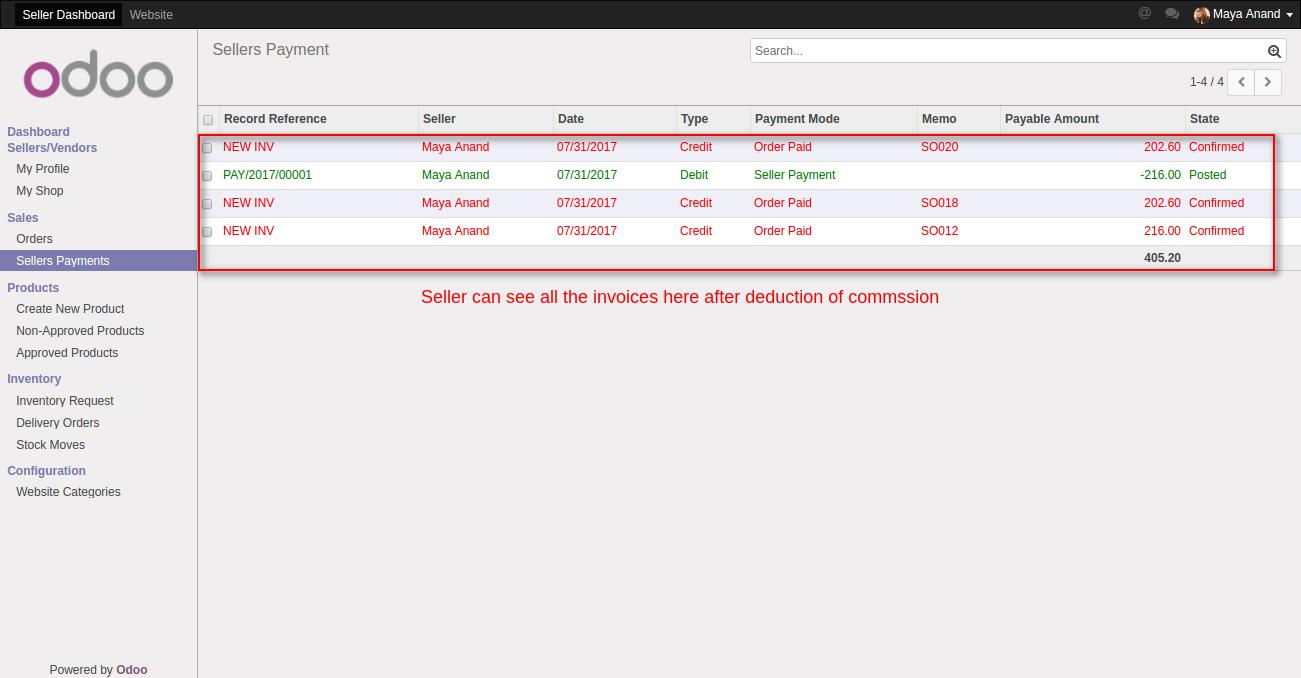 Seller Dashboard Website @ Maya Anand
odoo
Sellers Payment
Search...
1-4 / 4
Dashboard
Sellers/Vendors
My Profile
My Shop
Sales
Orders
Sellers Payments
Products
Create New Product
Non-Approved Products
Approved Products
Inventory
Inventory Request
Delivery Orders
Stock Moves
Configuration
Website Categories
Powered by Odoo
Record Reference Seller Date Type Payment Mode Memo Payable Amount State
NEW INV Maya Anand 07/31/2017 Credit Order Paid SO020 202.60 Confirmed
PAY/2017/00001 Maya Anand 07/31/2017 Debit Seller Payment -216.00 Posted
NEW INV Maya Anand 07/31/2017 Credit Order Paid SO018 202.60 Confirmed
NEW INV Maya Anand 07/31/2017 Credit Order Paid SO012 216.00 Confirmed
405.20
Seller can see all the invoices here after deduction of commssion